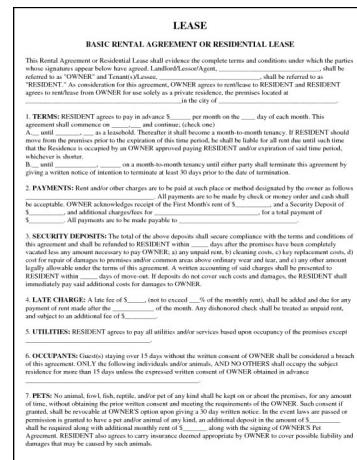 LEASE
BASIC RENTAL AGREEMENT OR RESIDENTIAL LEASE
This Rental Agreement or Residential Lease shall evidence the complete terms and conditions under which the parties
whose signatures appear below have agreed. Landlord/Lessor/Agent, ____________________, shall be
referred to as "OWNER" and Tenant(s)/Lessee, ____________________, shall be referred to as
"RESIDENT." As consideration for this agreement, OWNER agrees to rent/lease to RESIDENT and RESIDENT
agrees to rent/lease from OWNER for use solely as a private residence, the premises located at
____________________ in the city of ____________________.
1. TERMS: RESIDENT agrees to pay in advance $______ per month on the ____ day of each month. This
agreement shall commence on ______,___ and continue; (check one)
A.__ until ________, ___ as a leasehold. Thereafter it shall become a month-to-month tenancy. If RESIDENT should
move from the premises prior to the expiration of this time period, he shall be liable for all rent due until such time
that the Residence is occupied by an OWNER approved paying RESIDENT and/or expiration of said time period,
whichever is shorter.
B.__ until ________, ____ on a month-to-month tenancy until either party shall terminate this agreement by
giving a written notice of intention to terminate at least 30 days prior to the date of termination.
2. PAYMENTS: Rent and/or other charges are to be paid at such place or method designated by the owner as follows
____________________. All payments are to be made by check or money order and cash shall
be acceptable. OWNER acknowledges receipt of the First Month's rent of $________, and a Security Deposit of
$________, and additional charges/fees for ____________________, for a total payment of
$________. All payments are to be made payable to ____________________.
3. SECURITY DEPOSITS: The total of the above deposits shall secure compliance with the terms and conditions of
this agreement and shall be refunded to RESIDENT within _____ days after the premises have been completely
vacated less any amount necessary to pay OWNER; a) any unpaid rent, b) cleaning costs, c) key replacement costs, d)
cost for repair of damages to premises and/or common areas above ordinary wear and tear, and e) any other amount
legally allowable under the terms of this agreement. A written accounting of said charges shall be presented to
RESIDENT within _____ days of move-out. If deposits do not cover such costs and damages, the RESIDENT shall
immediately pay said additional costs for damages to OWNER.
4. LATE CHARGE: A late fee of $_____, (not to exceed ___% of the monthly rent), shall be added and due for any
payment of rent made after the ____________ of the month. Any dishonored check shall be treated as unpaid rent,
and subject to an additional fee of $________.
5. UTILITIES: RESIDENT agrees to pay all utilities and/or services based upon occupancy of the premises except
____________________.
6. OCCUPANTS: Guest(s) staying over 15 days without the written consent of OWNER shall be considered a breach
of this agreement. ONLY the following individuals and/or animals, AND NO OTHERS shall occupy the subject
residence for more than 15 days unless the expressed written consent of OWNER obtained in advance
____________________.
7. PETS: No animal, fowl, fish, reptile, and/or pet of any kind shall be kept on or about the premises, for any amount
of time, without obtaining the prior written consent and meeting the requirements of the OWNER. Such consent if
granted, shall be revocable at OWNER'S option upon giving a 30 day written notice. In the event laws are passed or
permission is granted to have a pet and/or animal of any kind, an additional deposit in the amount of $________
shall be required along with additional monthly rent of $______ along with the signing of OWNER'S Pet
Agreement. RESIDENT also agrees to carry insurance deemed appropriate by OWNER to cover possible liability and
damages that may be caused by such animals.